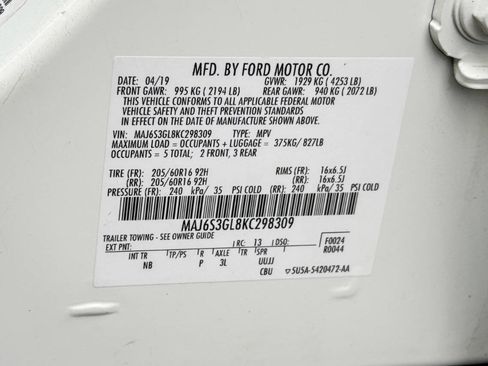 MFD. BY FORD MOTOR CO.
DATE: 04/19 GVWR: 1929 KG ( 4253 LB)
FRONT GAWR: 995 KG ( 2194 LB) REAR GAWR: 940 KG ( 2072 LB)
THIS VEHICLE CONFORMS TO ALL APPLICABLE FEDERAL MOTOR
VEHICLE SAFETY AND THEFT PREVENTION STANDARDS IN
EFFECT ON THE DATE OF MANUFACTURE SHOWN ABOVE.
VIN: MAJ6S3GL8KC298309 TYPE: MPV
MAXIMUM LOAD = OCCUPANTS + LUGGAGE = 375KG/ 827LB
OCCUPANTS = 5 TOTAL; 2 FRONT, 3 REAR
TIRE (FR): 205/60R16 92H RIMS (FR): 16x6.5J
(RR): 205/60R16 92H (RR): 16x6.5J
PRESSURE (FR): 240 kPa/ 35 PSI COLD (RR): 240 kPa/ 35 PSI COLD
MAJ6S3GL8KC298309
TRAILER TOWING - SEE OWNER GUIDE
EXT PNT: RC: 13 DSO: F0024
R0044
INT TR TP/PS R AXLE TR SPR
NB P 3L UUJJ
CBU 5U5A-5420472-AA